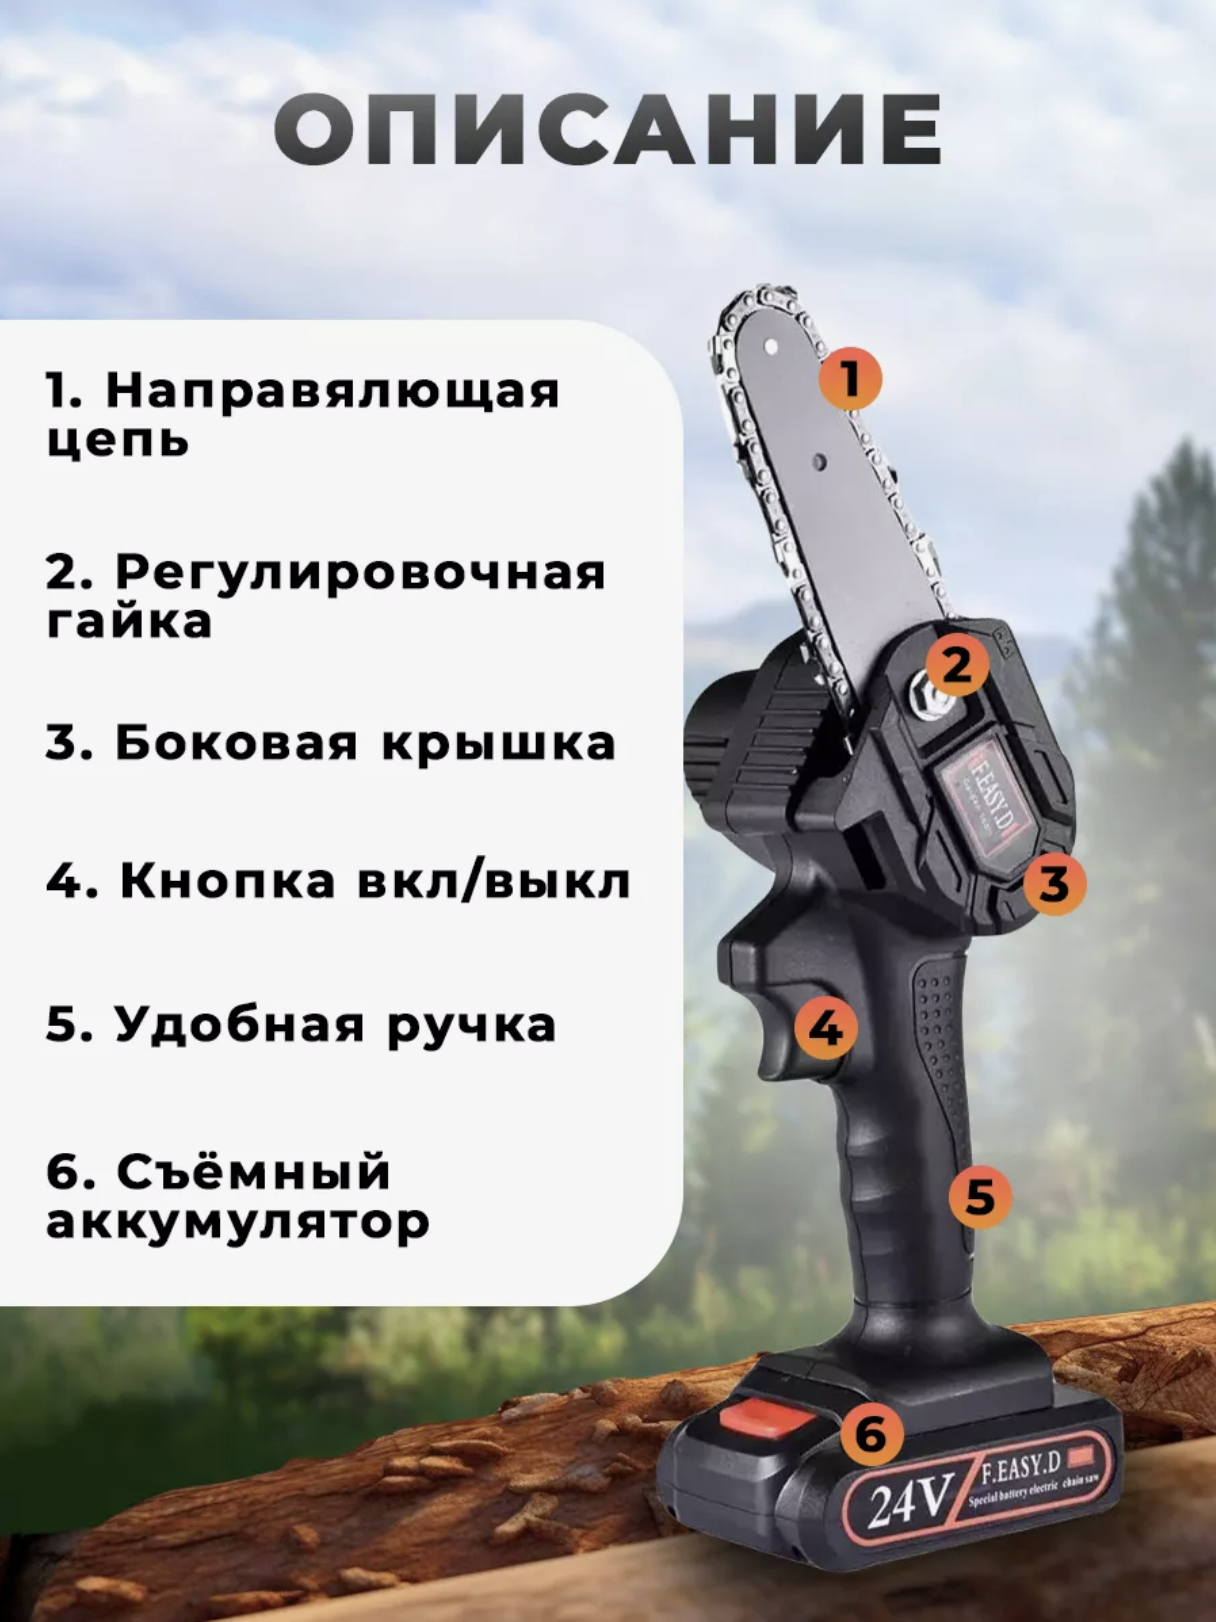 ОПИСАНИЕ
1. Направялющая
цепь
2. Регулировочная
гайка
3. Боковая крышка
4. Кнопка вкл/выкл
5. Удобная ручка
6. Съёмный
аккумулятор
1
2
F.EASY.D
3
4
5
6
24V
F.EASY.D
Special battery electric chain saw